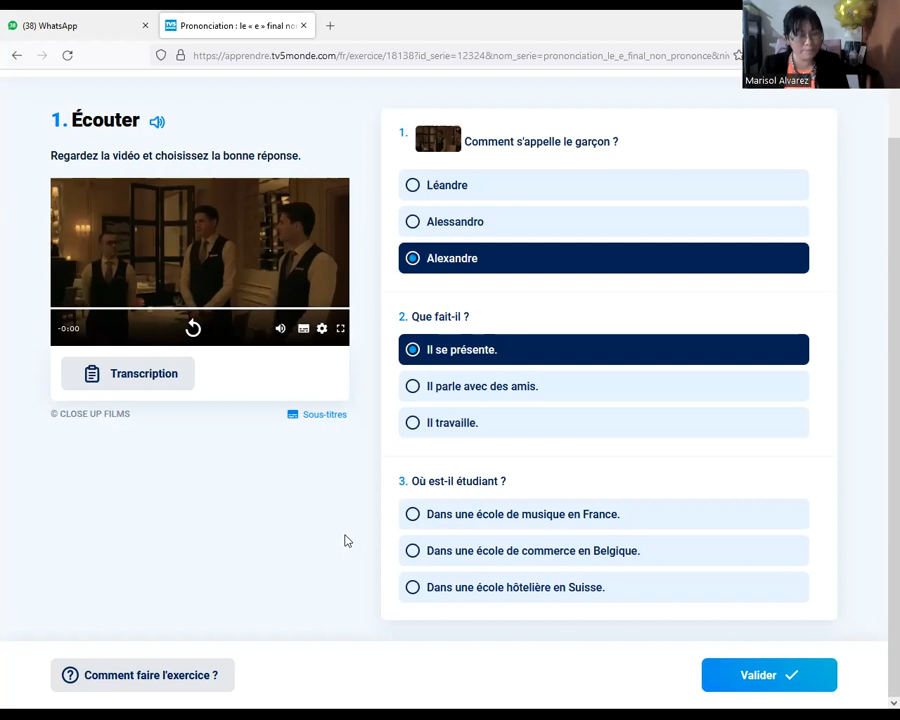 (38) WhatsApp
Prononciation : le « e » final no
https://apprendre.tv5monde.com/fr/exercice/18138?id_serie=12324&nom_serie=prononciation_le_e_final_non_prononce&ni
Marisol Alvarez
1. Écouter
Regardez la vidéo et choisissez la bonne réponse.
-0:00
Transcription
© CLOSE UP FILMS
Sous-titres
1. Comment s'appelle le garçon ?
Léandre
Alessandro
Alexandre
2. Que fait-il ?
Il se présente.
Il parle avec des amis.
Il travaille.
3. Où est-il étudiant ?
Dans une école de musique en France.
Dans une école de commerce en Belgique.
Dans une école hôtelière en Suisse.
Comment faire l'exercice ?
Valider